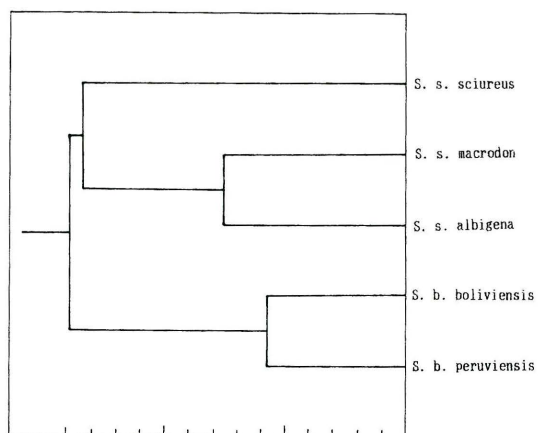 S. s. sciureus
S. s. macrodon
S. s. albigena
S. b. boliviensis
S. b. peruviensis